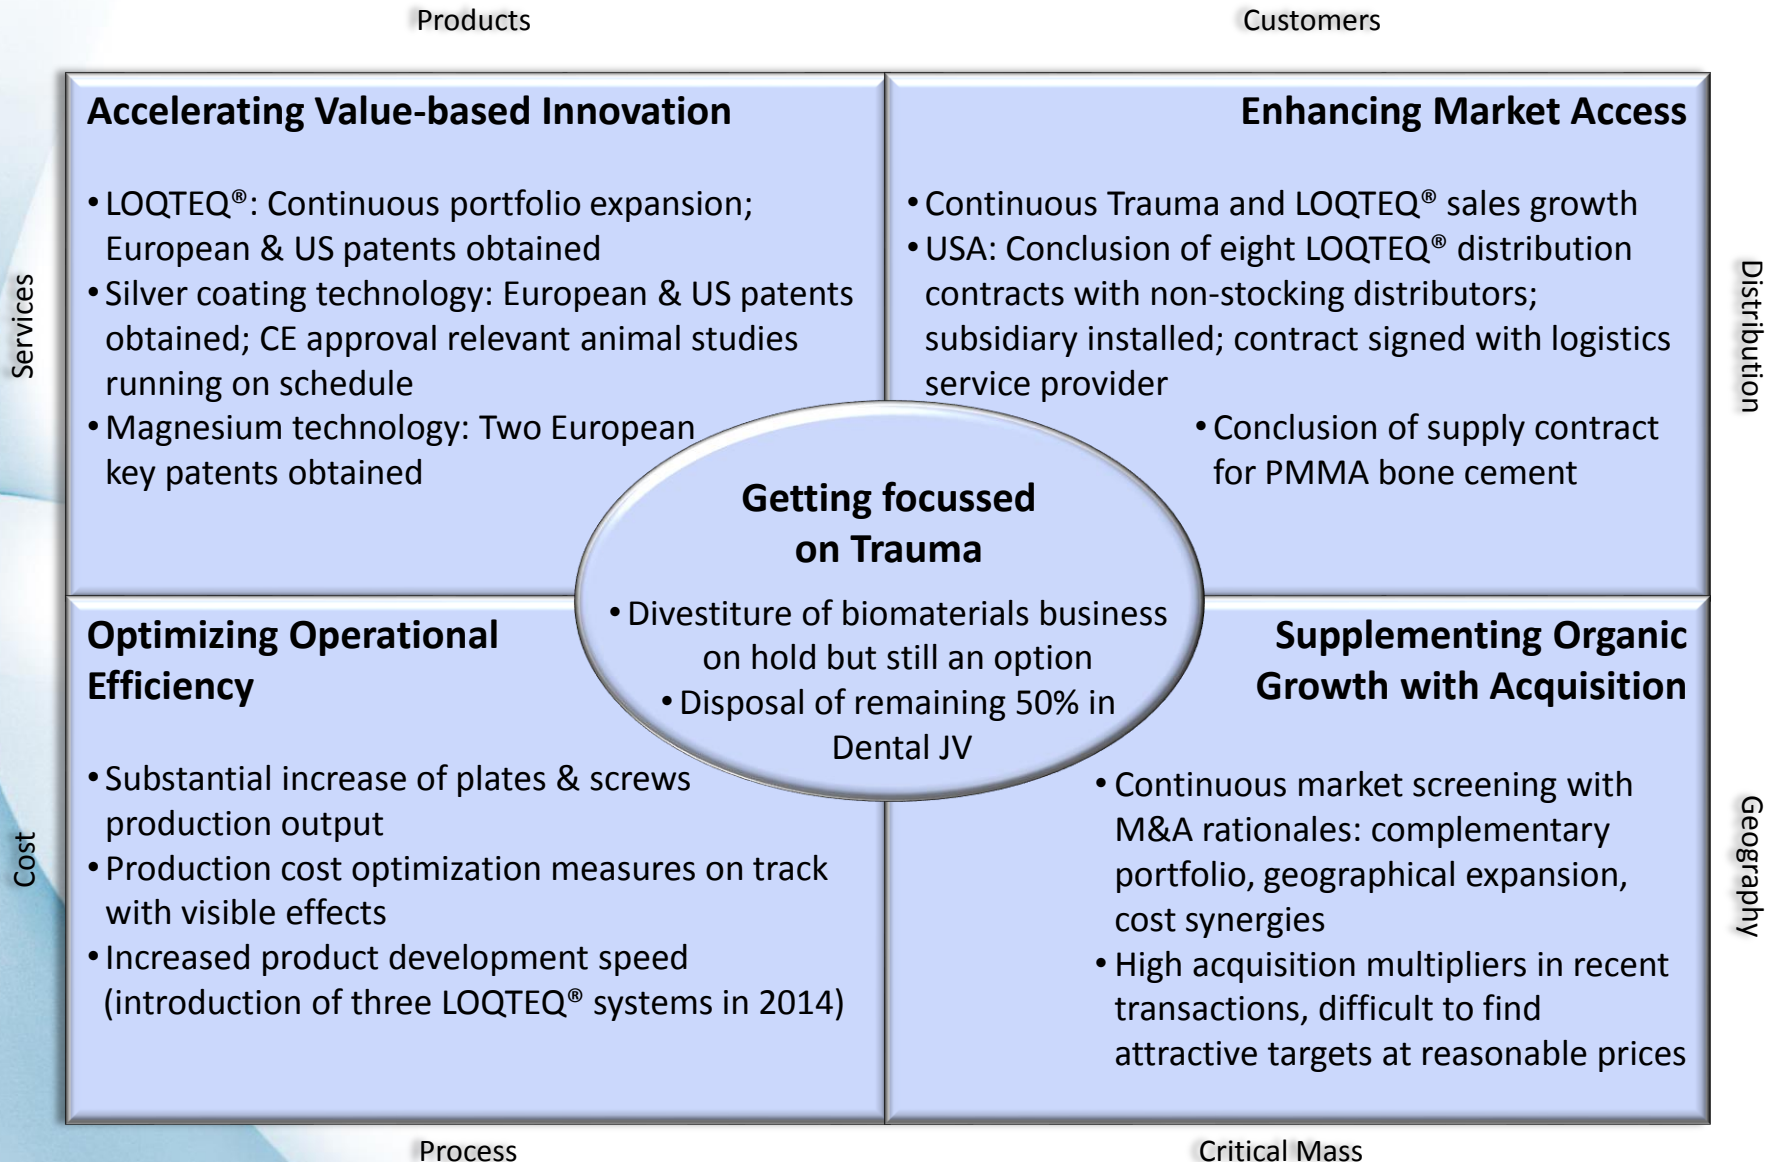 Products
Customers
Services
Accelerating Value-based Innovation
• LOQTEQ®: Continuous portfolio expansion;
European & US patents obtained
• Silver coating technology: European & US patents
obtained; CE approval relevant animal studies
running on schedule
• Magnesium technology: Two European
key patents obtained
Enhancing Market Access
• Continuous Trauma and LOQTEQ® sales growth
• USA: Conclusion of eight LOQTEQ® distribution
contracts with non-stocking distributors;
subsidiary installed; contract signed with logistics
service provider
• Conclusion of supply contract
for PMMA bone cement
Distribution
Getting focussed
on Trauma
• Divestiture of biomaterials business
on hold but still an option
• Disposal of remaining 50% in
Dental JV
Cost
Optimizing Operational
Efficiency
• Substantial increase of plates & screws
production output
• Production cost optimization measures on track
with visible effects
• Increased product development speed
(introduction of three LOQTEQ® systems in 2014)
Supplementing Organic
Growth with Acquisition
• Continuous market screening with
M&A rationales: complementary
portfolio, geographical expansion,
cost synergies
• High acquisition multipliers in recent
transactions, difficult to find
attractive targets at reasonable prices
Geography
Process
Critical Mass